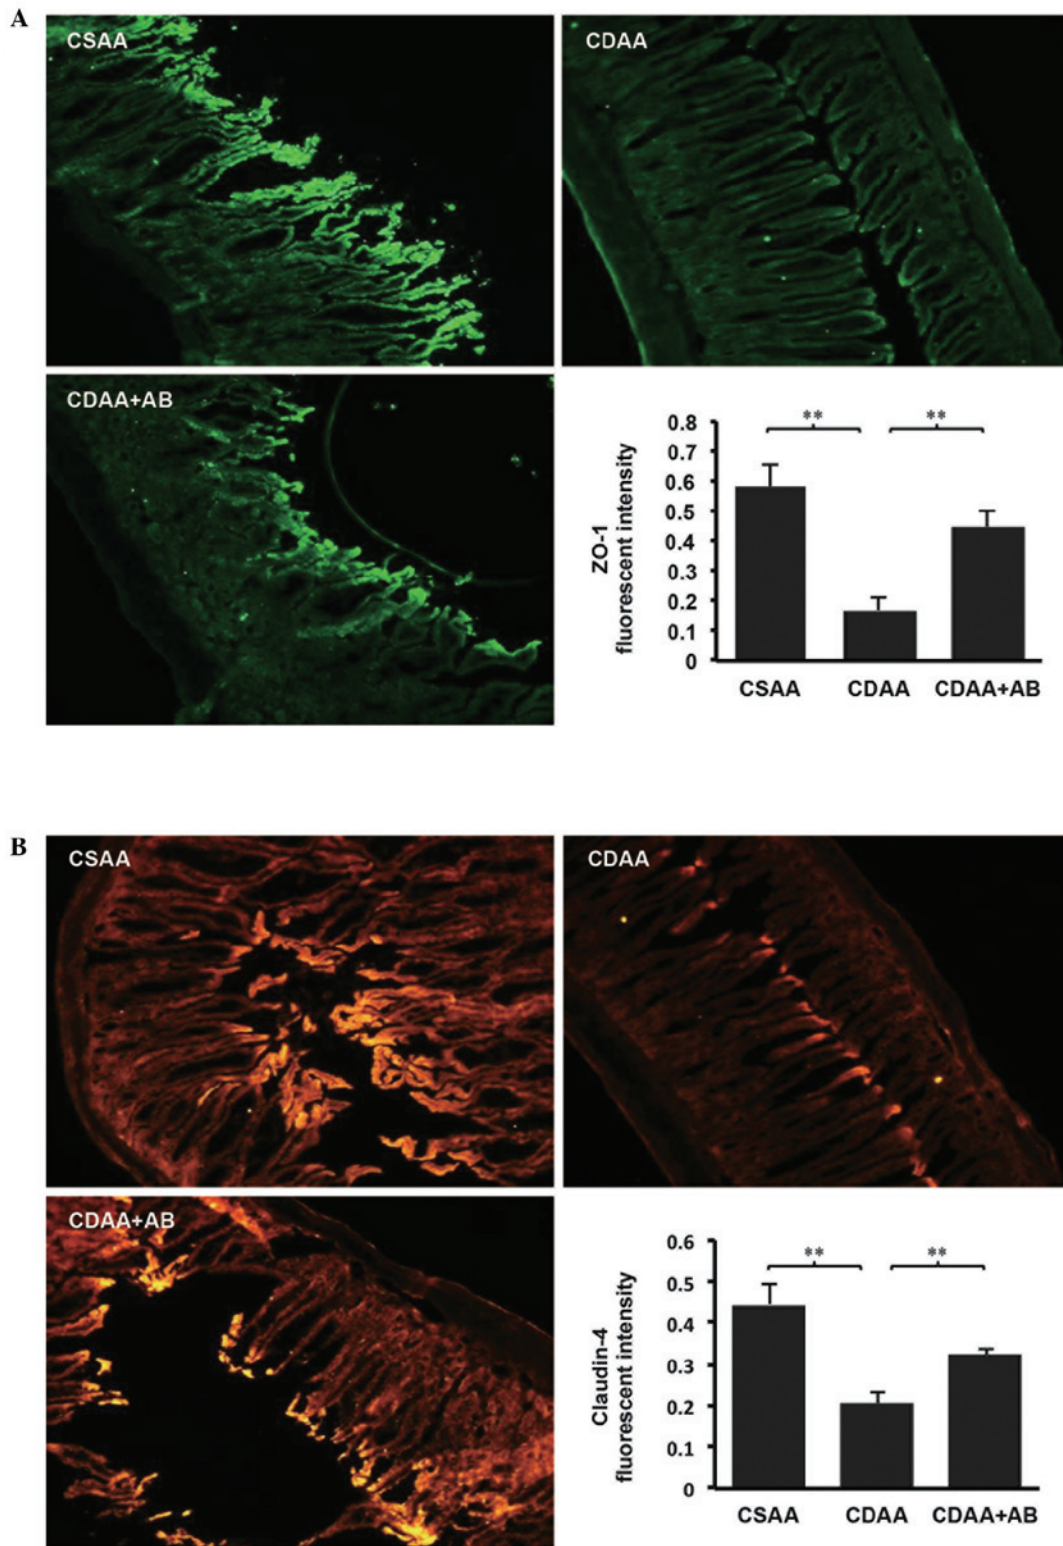 A
CSAA
CDAA
CDAA+AB
**
**
0.8
0.7
0.6
0.5
0.4
0.3
0.2
0.1
0
ZO-1
fluorescent intensity
CSAA
CDAA
CDAA+AB
B
CSAA
CDAA
CDAA+AB
**
**
0.6
0.5
0.4
0.3
0.2
0.1
0
Claudin-4
fluorescent intensity
CSAA
CDAA
CDAA+AB